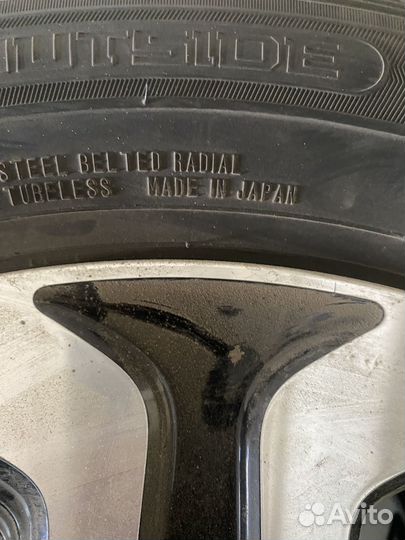 OUTSIDE
STEEL BELTED RADIAL
TUBELESS MADE IN JAPAN
Avito